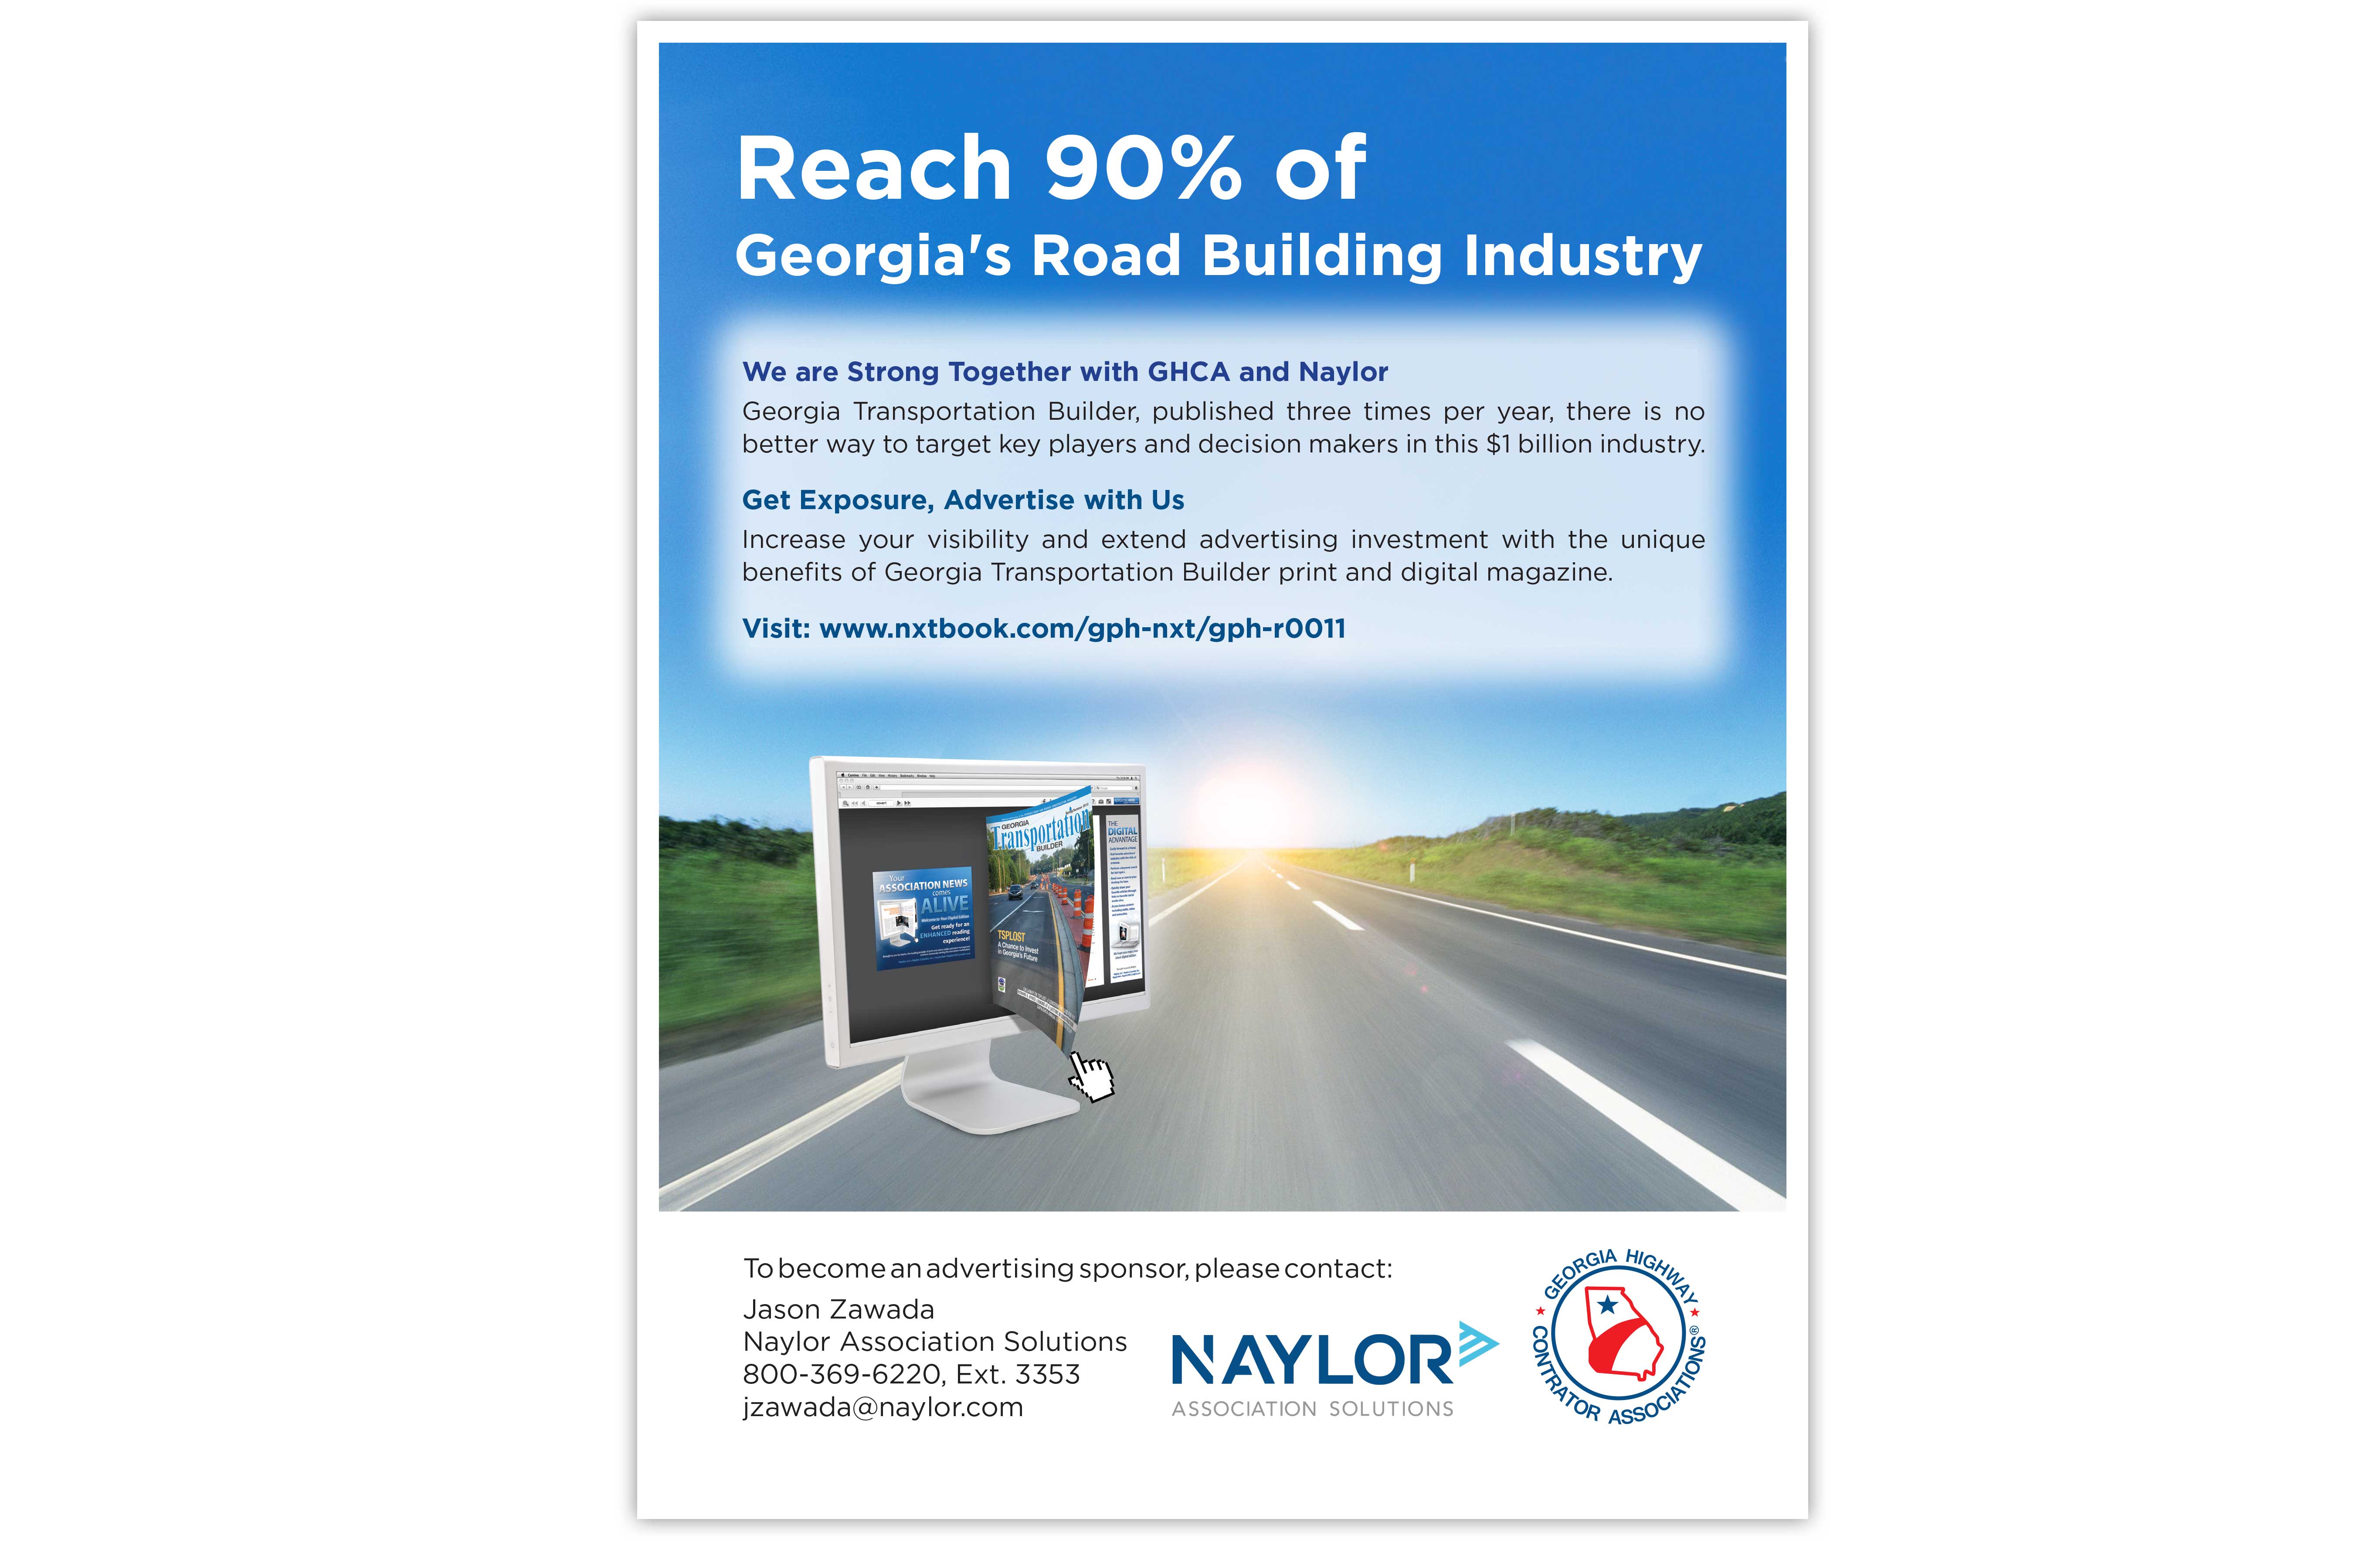 Reach 90% of
Georgia's Road Building Industry
We are Strong Together with GHCA and Naylor
Georgia Transportation Builder, published three times per year, there is no
better way to target key players and decision makers in this $1 billion industry.
Get Exposure, Advertise with Us
Increase your visibility and extend advertising investment with the unique
benefits of Georgia Transportation Builder print and digital magazine.
Visit: www.nxtbook.com/gph-nxt/gph-r0011
GEORGIA
Transportation
BUILDER
TSPLOST
A Chance to Invest
in Georgia's Future
Your
ASSOCIATION NEWS
comes
ALIVE
Welcome to Your Digital Edition
Get ready for an
ENHANCED reading
experience!
THE
DIGITAL
ADVANTAGE
To become an advertising sponsor, please contact:
Jason Zawada
Naylor Association Solutions
800-369-6220, Ext. 3353
jzawada@naylor.com
NAYLOR
ASSOCIATION SOLUTIONS
GEORGIA HIGHWAY
CONTRATOR ASSOCIATIONS®